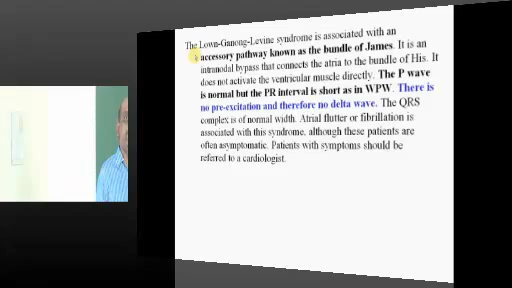 The Lown-Ganong-Levine syndrome is associated with an
accessory pathway known as the bundle of James. It is an
intranodal bypass that connects the atria to the bundle of His. It
does not activate the ventricular muscle directly. The P wave
is normal but the PR interval is short as in WPW. There is
no pre-excitation and therefore no delta wave. The QRS
complex is of normal width. Atrial flutter or fibrillation is
associated with this syndrome, although these patients are
often asymptomatic. Patients with symptoms should be
referred to a cardiologist.